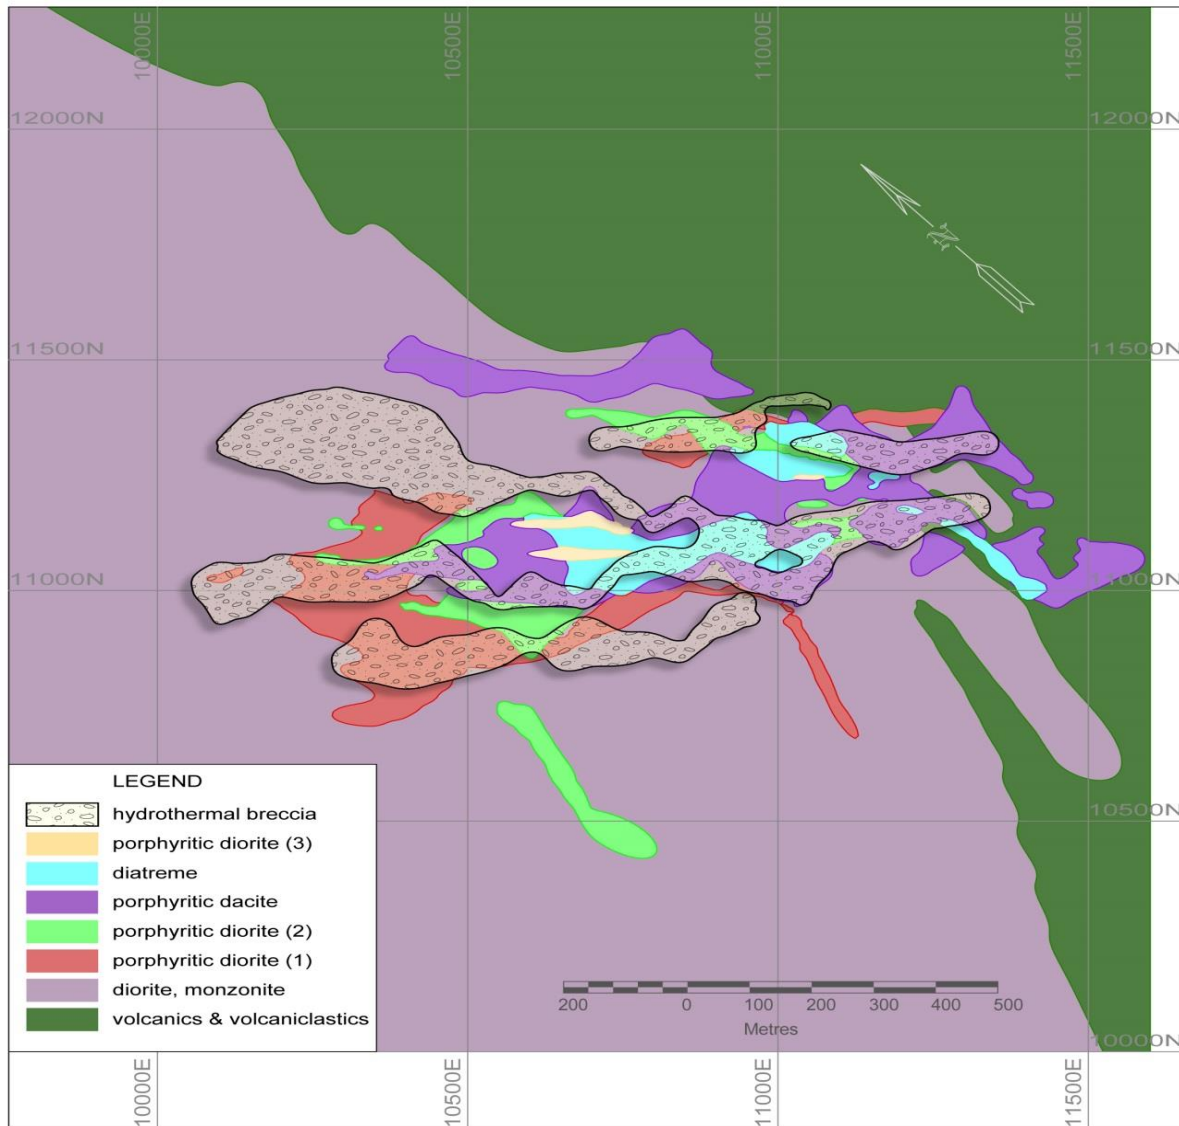 10000E
10500E
11000E
11500E
12000N
12000N
N
11500N
11500N
11000N
11000N
10500N
LEGEND
hydrothermal breccia
porphyritic diorite (3)
diatreme
porphyritic dacite
porphyritic diorite (2)
porphyritic diorite (1)
diorite, monzonite
volcanics & volcaniclastics
200 0 100 200 300 400 500
Metres
10000N
10000E
10500E
11000E
11500E